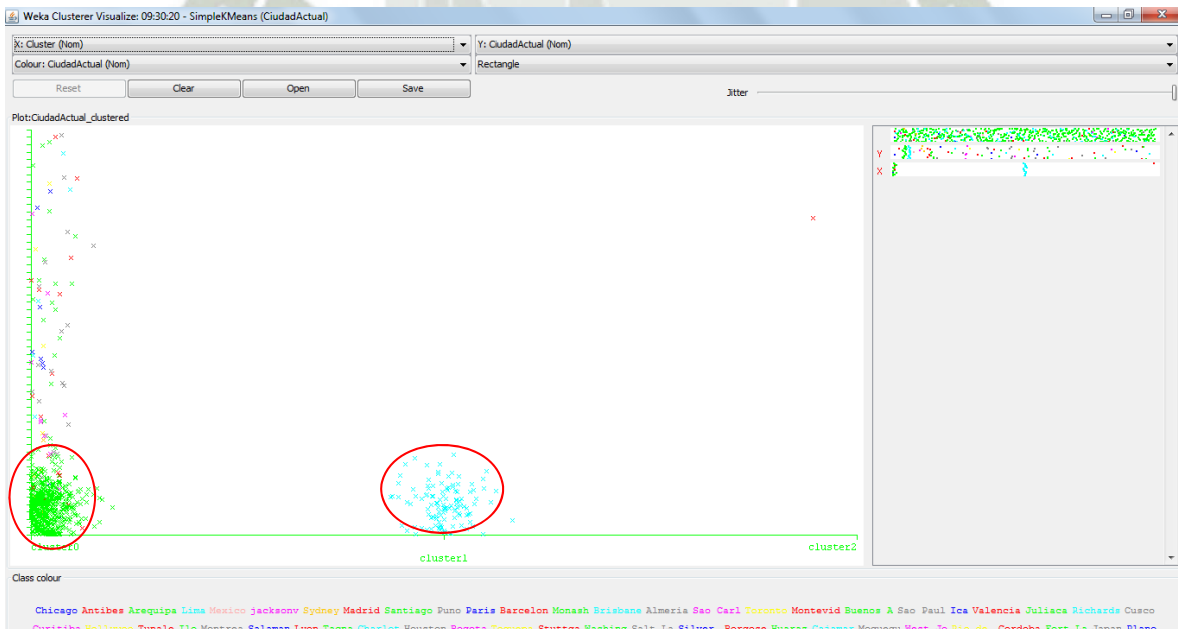 Weka Clusterer Visualize: 09:30:20 - SimpleKMeans (CiudadActual)
X: Cluster (Nom) Y: CiudadActual (Nom)
Colour: CiudadActual (Nom) Rectangle
Reset Clear Open Save Jitter
Plot:CiudadActual_clustered
Y
X
cluster0 cluster1 cluster2
Class colour
Chicago Antibes Arequipa Lima Mexico jacksonv Sydney Madrid Santiago Puno Paris Barcelon Monash Brisbane Almeria Sao Carl Montevid Buenos A Sao Paul Ica Valencia Juliaca Richards Cusco